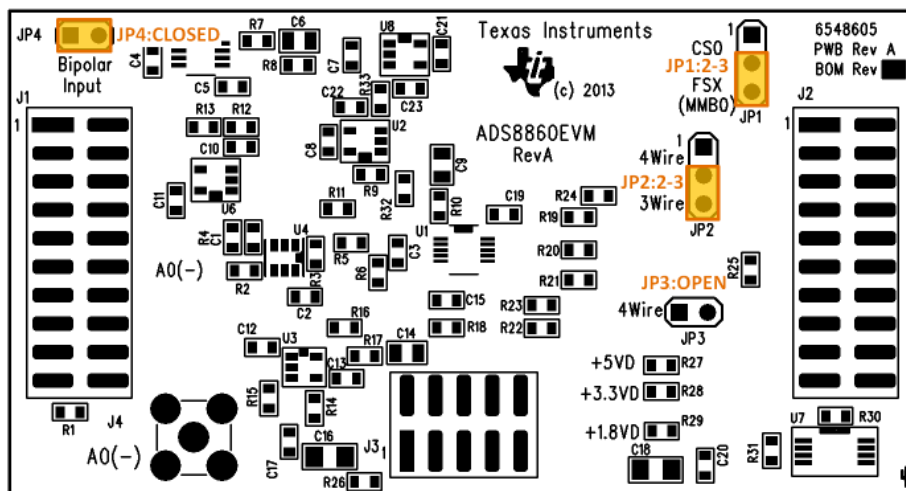 JP4
JP4:CLOSED
Bipolar
Input
C4
R7
C6
R8
C5
C7
U8
C21
R33
C22
C23
Texas Instruments
(c) 2013
1
CS0
JP1:2-3
FSX
(MMB0)
JP1
6548605
PWB Rev A
BOM Rev
J1
1
R13
R12
C10
C11
U6
C8
U2
R9
R32
C9
R10
ADS8860EVM
RevA
1
4Wire
JP2:2-3
3Wire
JP2
J2
1
R11
C19
R24
R19
R4
C1
U4
R3
R5
R6
C3
U1
R20
R21
R25
A0(-)
R2
C2
C15
R18
R23
R22
JP3:OPEN
4Wire
JP3
R16
C12
U3
R17
C14
C13
R15
R14
+5VD
R27
+3.3VD
R28
+1.8VD
R29
R1
J4
A0(-)
C17
C16
R26
J3
1
C18
C20
R31
U7
R30